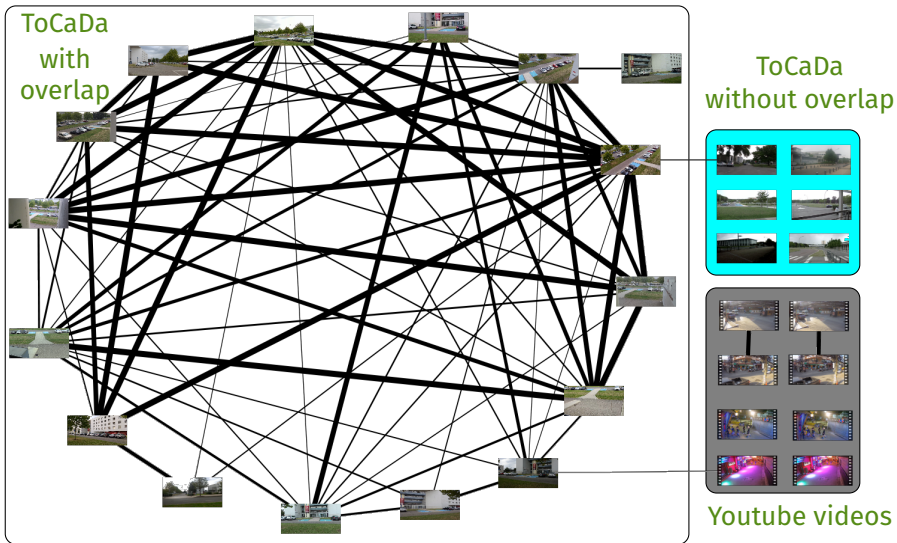 ToCaDa
with
overlap
ToCaDa
without overlap
Youtube videos